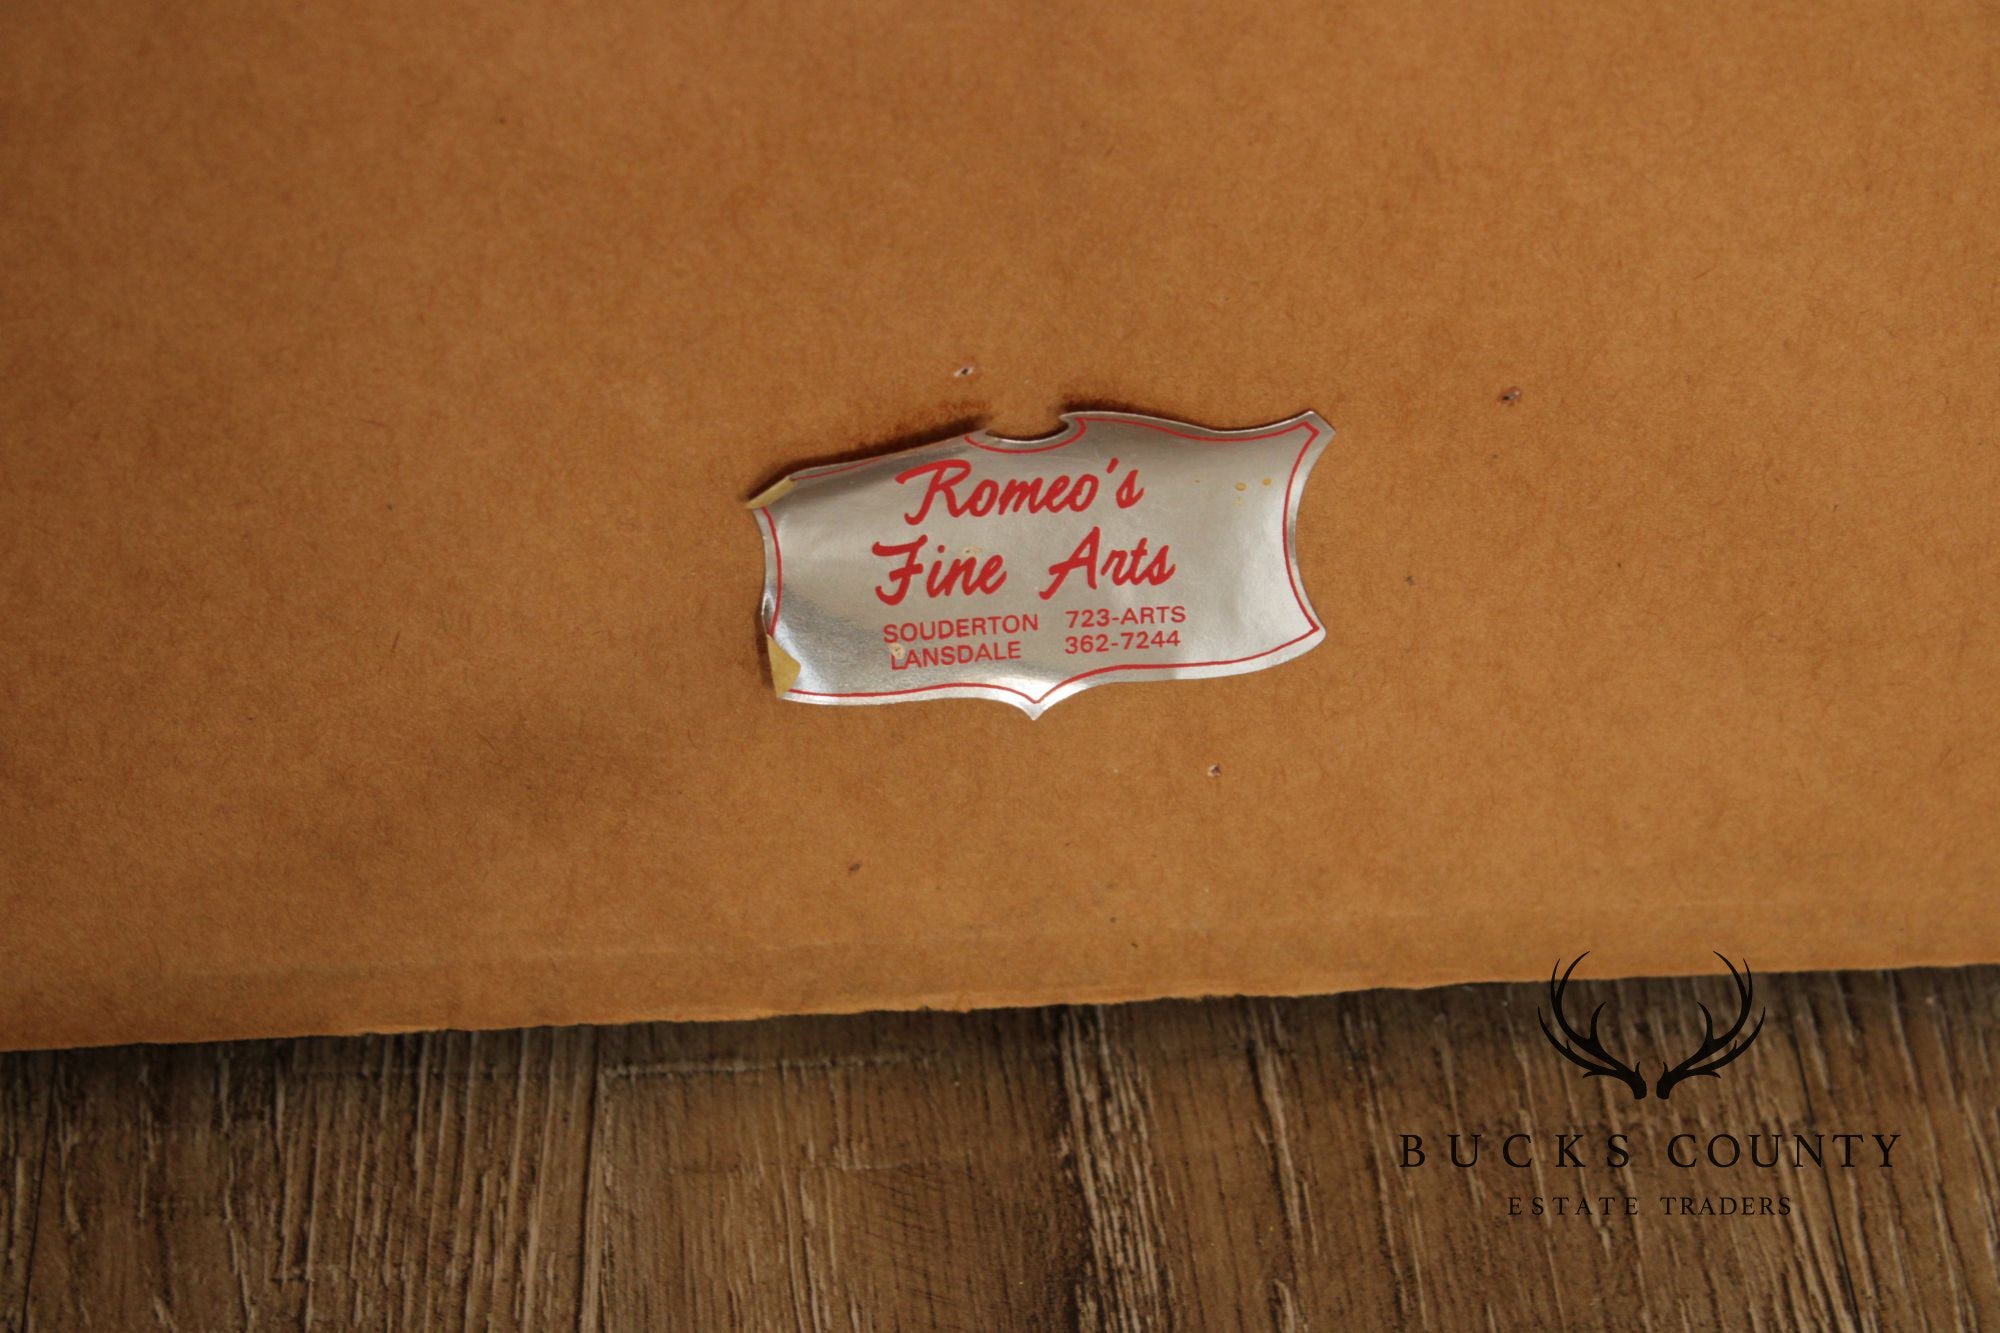 Romeo's
Fine Arts
SOUDERTON 723-ARTS
LANSDALE 362-7244
BUCKS COUNTY
ESTATE TRADERS